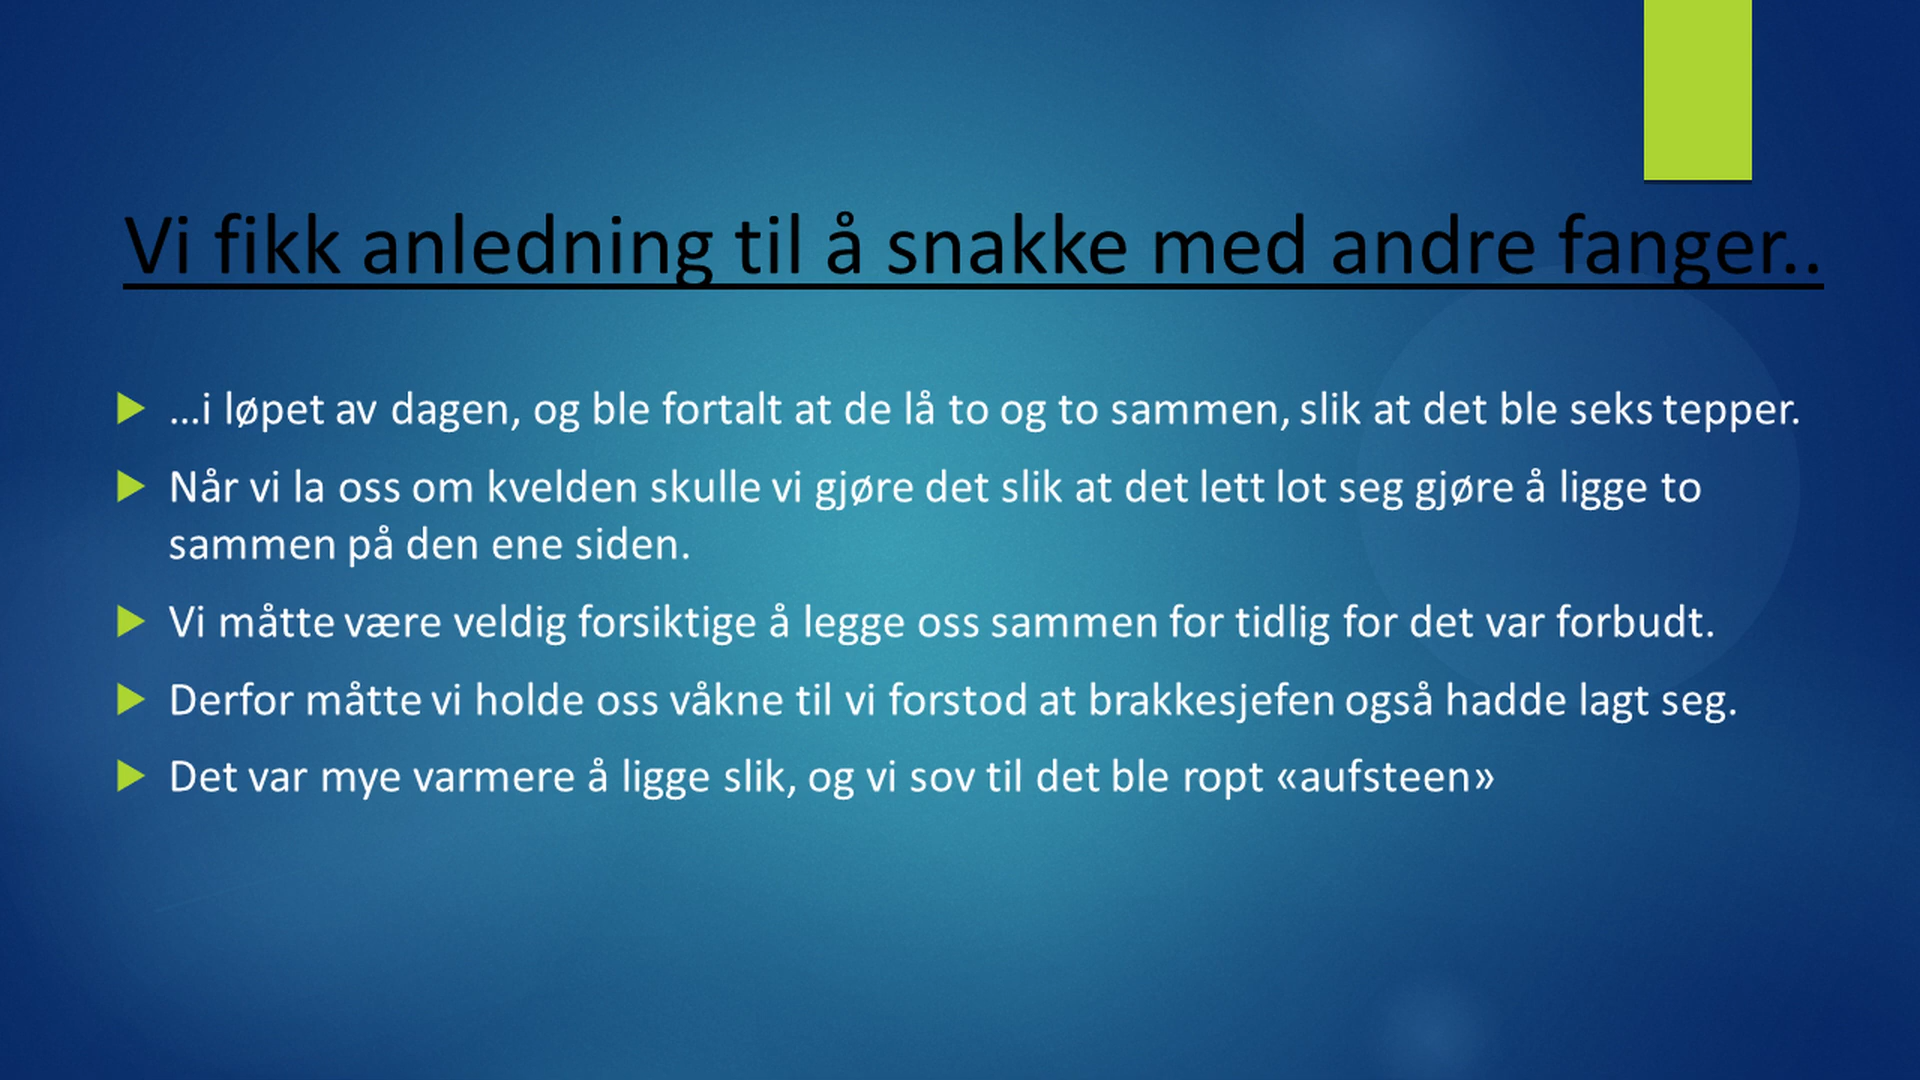 Vi fikk anledning til å snakke med andre fanger..
…i løpet av dagen, og ble fortalt at de lå to og to sammen, slik at det ble seks tepper.
Når vi la oss om kvelden skulle vi gjøre det slik at det lett lot seg gjøre å ligge to
sammen på den ene siden.
Vi måtte være veldig forsiktige å legge oss sammen for tidlig for det var forbudt.
Derfor måtte vi holde oss våkne til vi forstod at brakkesjefen også hadde lagt seg.
Det var mye varmere å ligge slik, og vi sov til det ble ropt «aufsteen»